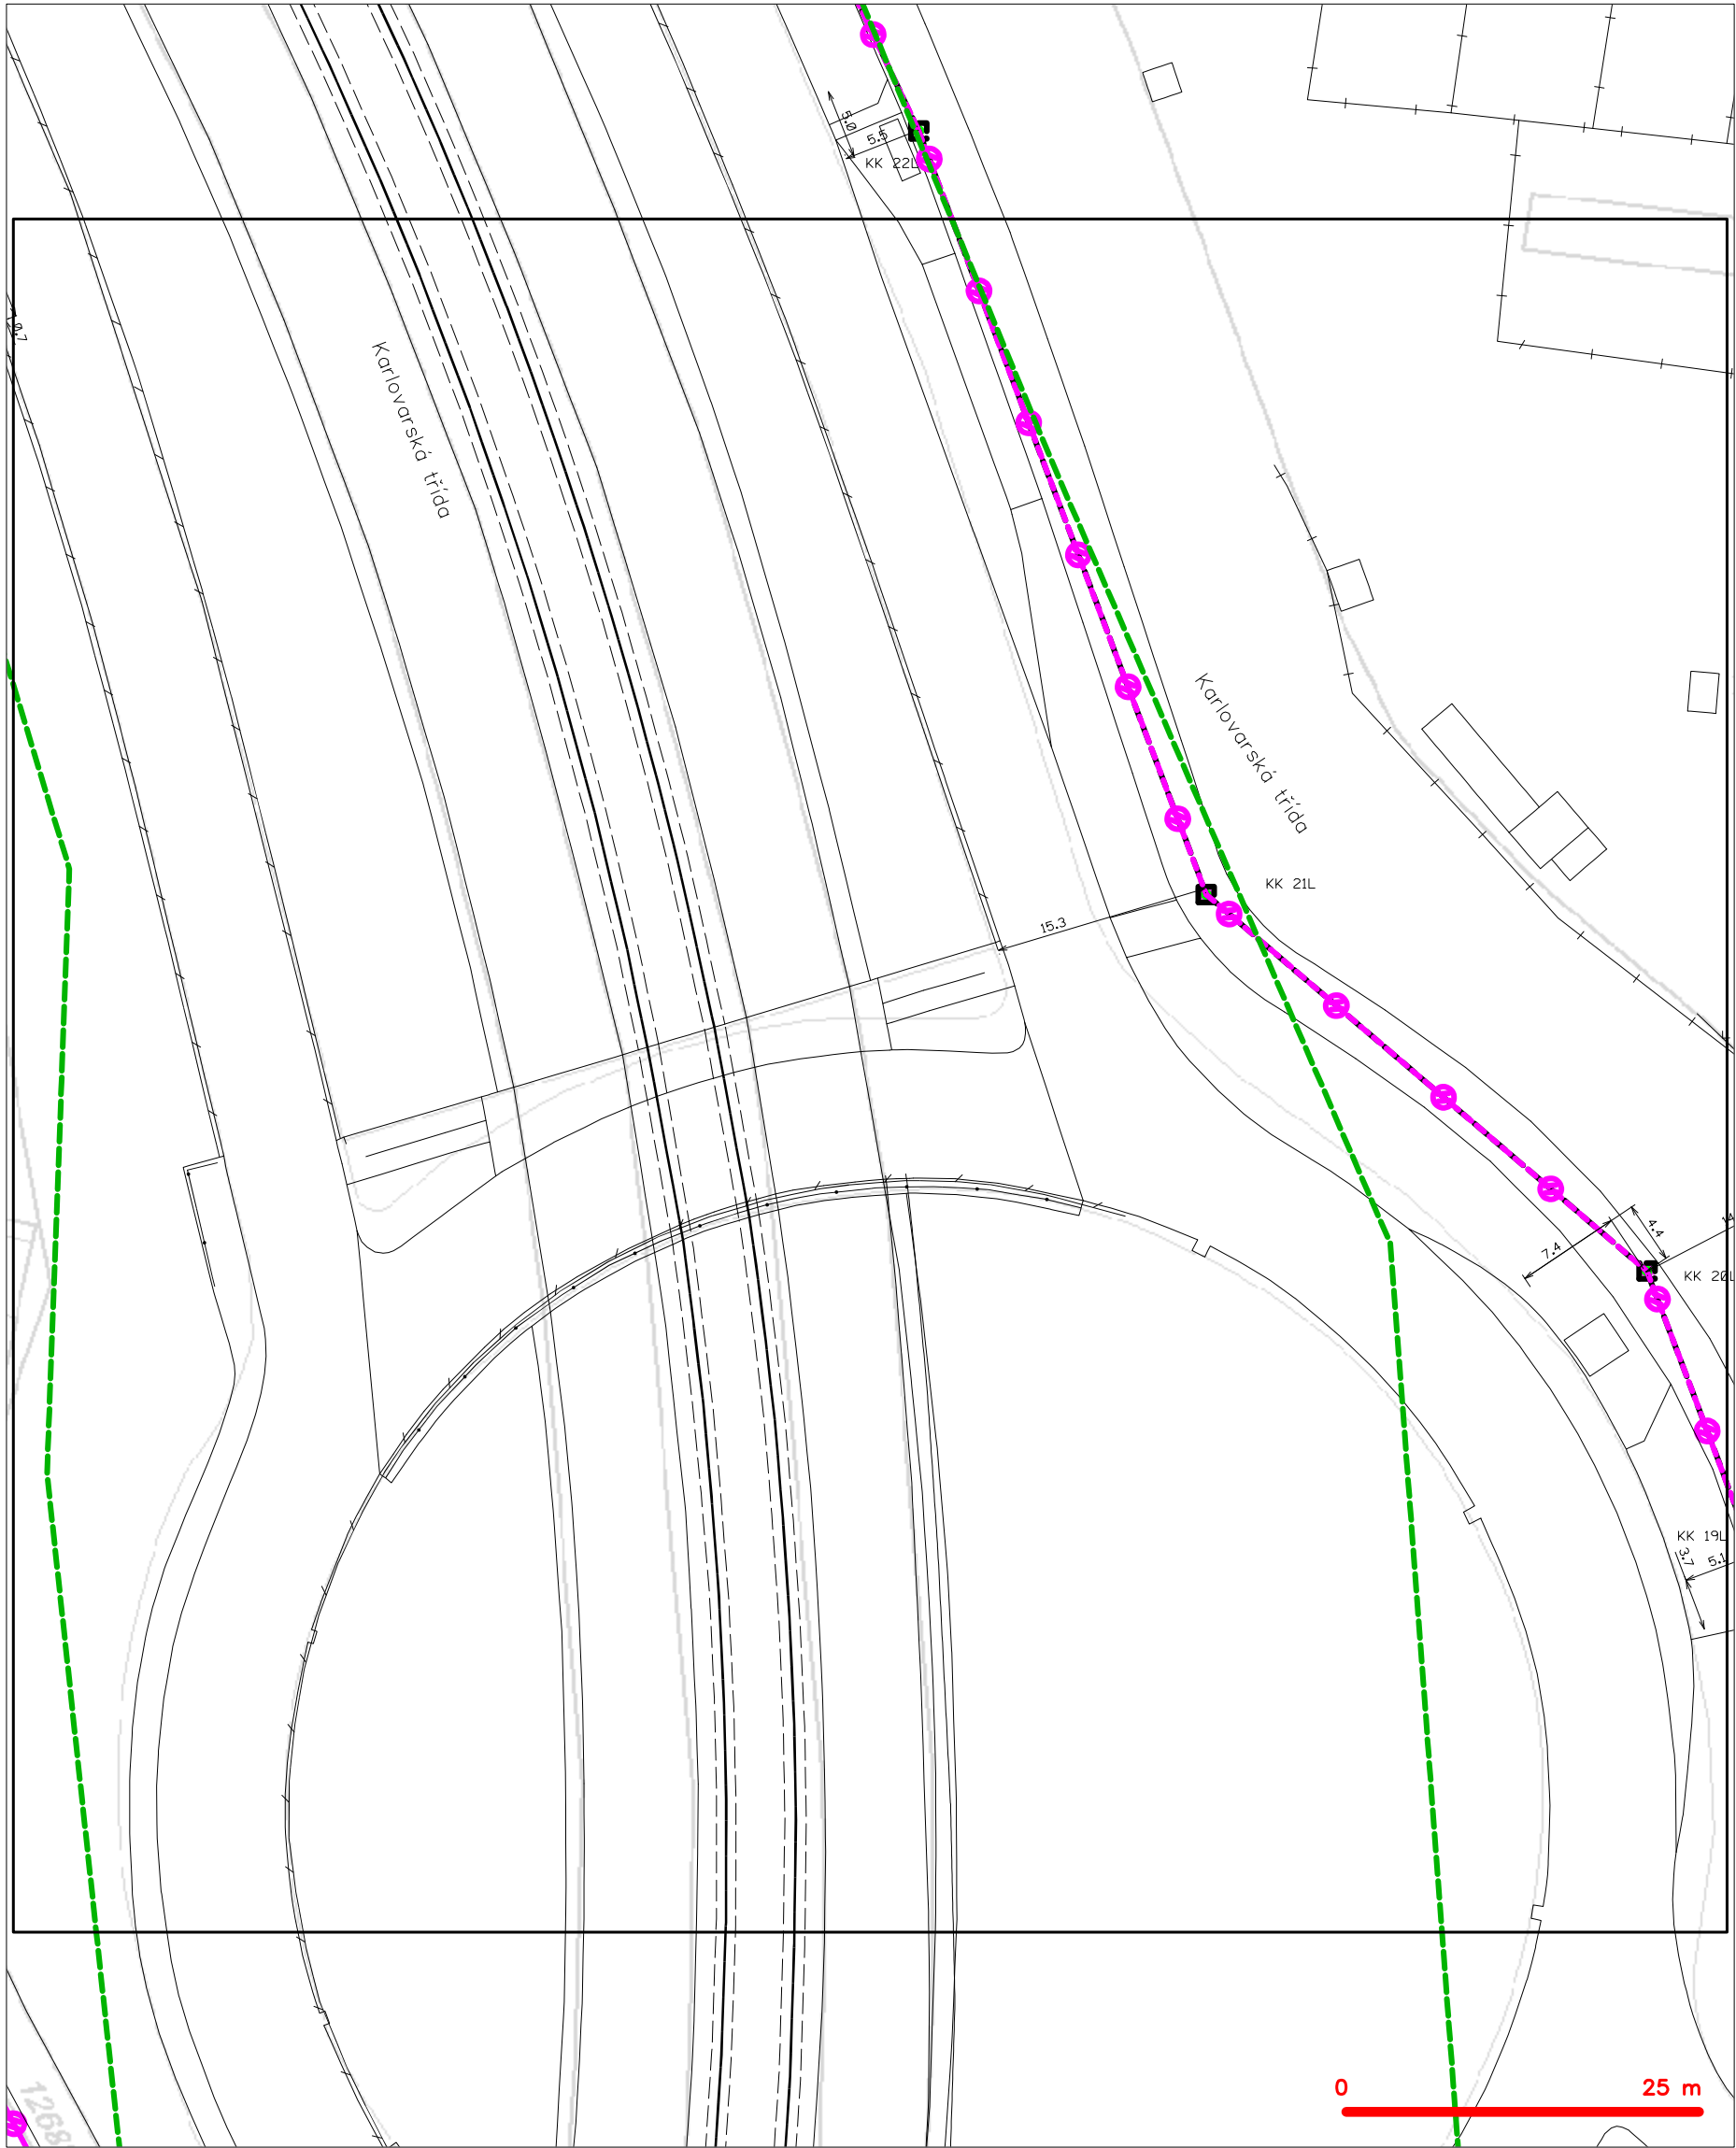 5.0
5.5
KK 22L
Karlovarská třída
Karlovarská třída
KK 21L
15.3
4.4
7.4
KK 20L
KK 19L
3.7
5.1
0 25 m